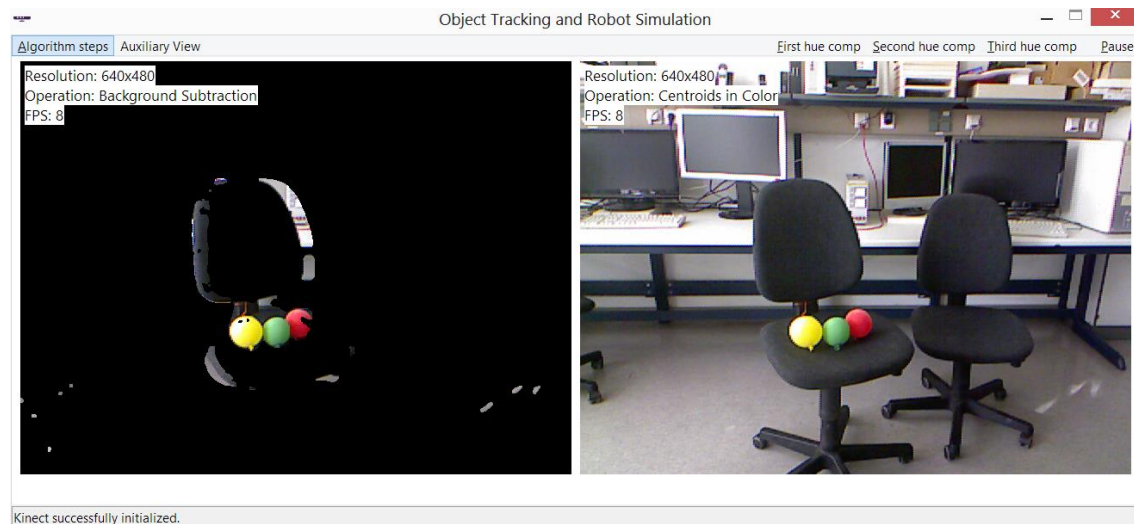 Object Tracking and Robot Simulation
Algorithm steps Auxiliary View First hue comp Second hue comp Third hue comp Pause
Resolution: 640x480
Operation: Background Subtraction
FPS: 8
Resolution: 640x480
Operation: Centroids in Color
FPS: 8
Kinect successfully initialized.